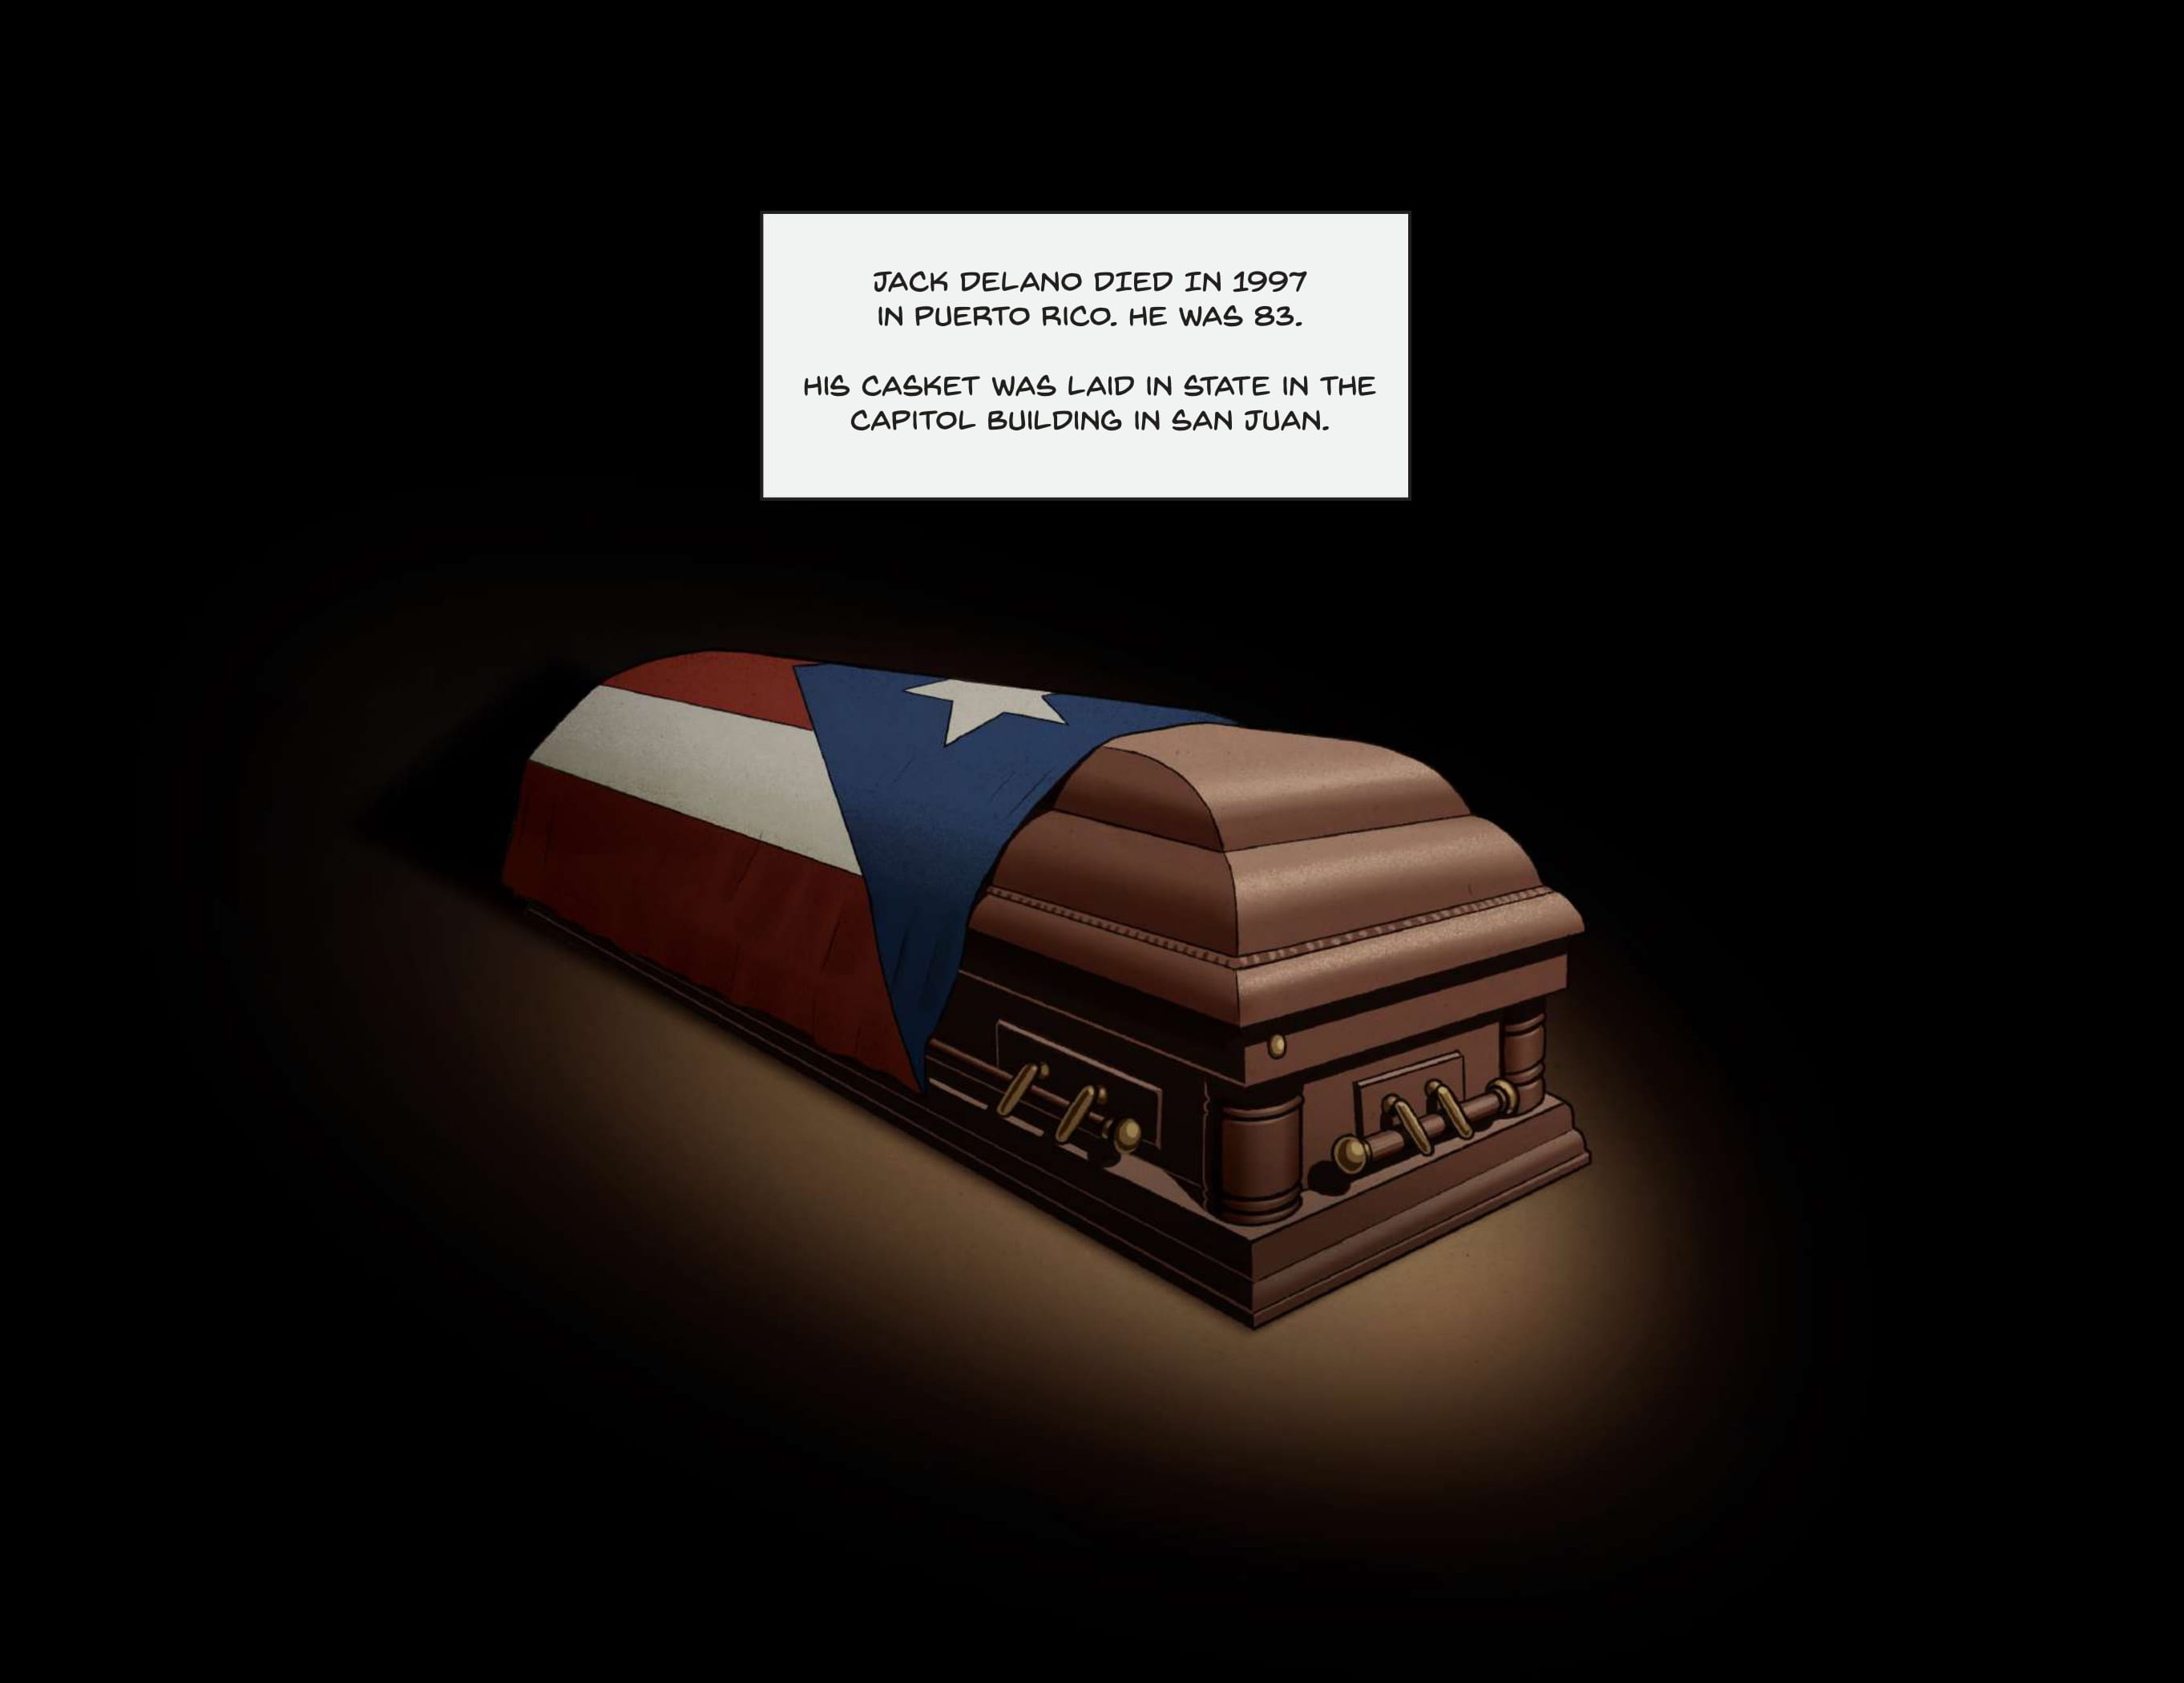 JACK DELANO DIED IN 1997
IN PUERTO RICO. HE WAS 83.
HIS CASKET WAS LAID IN STATE IN THE
CAPITOL BUILDING IN SAN JUAN.